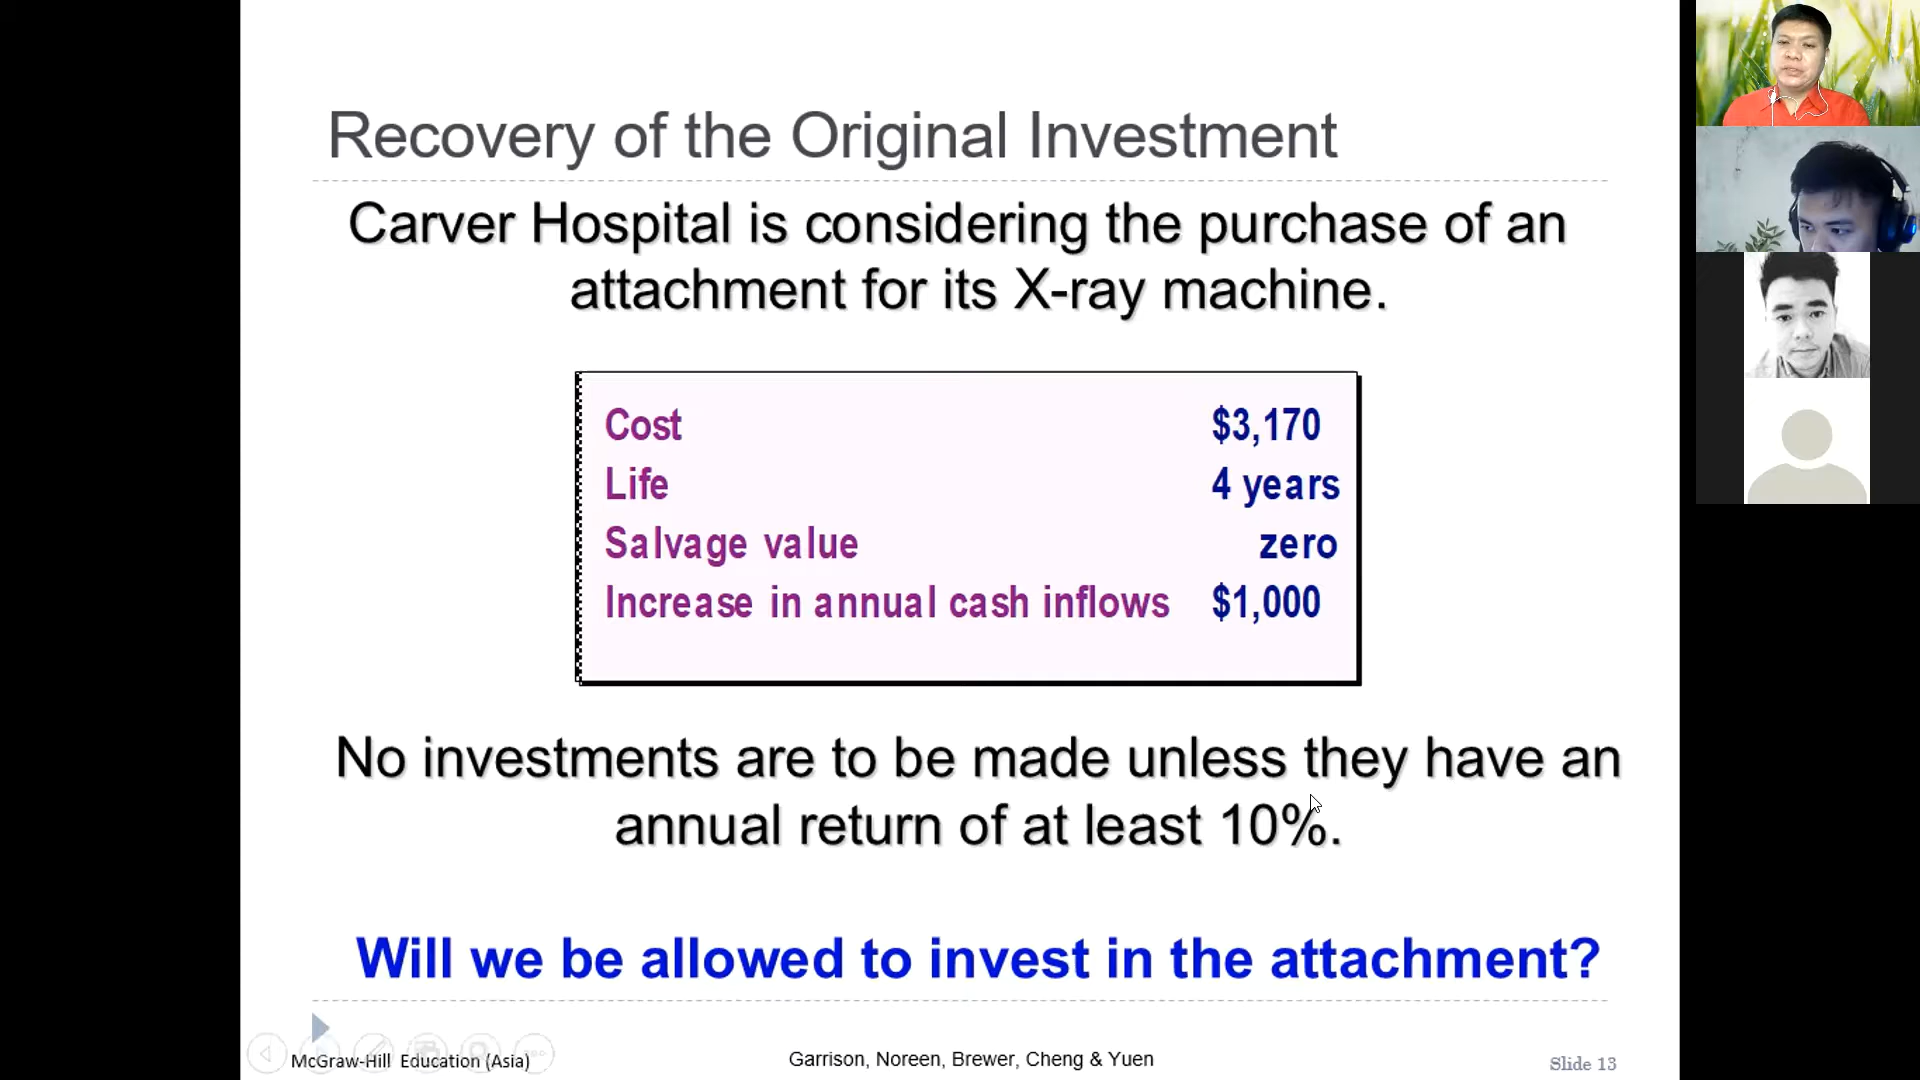 Recovery of the Original Investment
Carver Hospital is considering the purchase of an
attachment for its X-ray machine.
Cost $3,170
Life 4 years
Salvage value zero
Increase in annual cash inflows $1,000
No investments are to be made unless they have an
annual return of at least 10%.
Will we be allowed to invest in the attachment?
McGraw-Hill Education (Asia)
Garrison, Noreen, Brewer, Cheng & Yuen
Slide 13